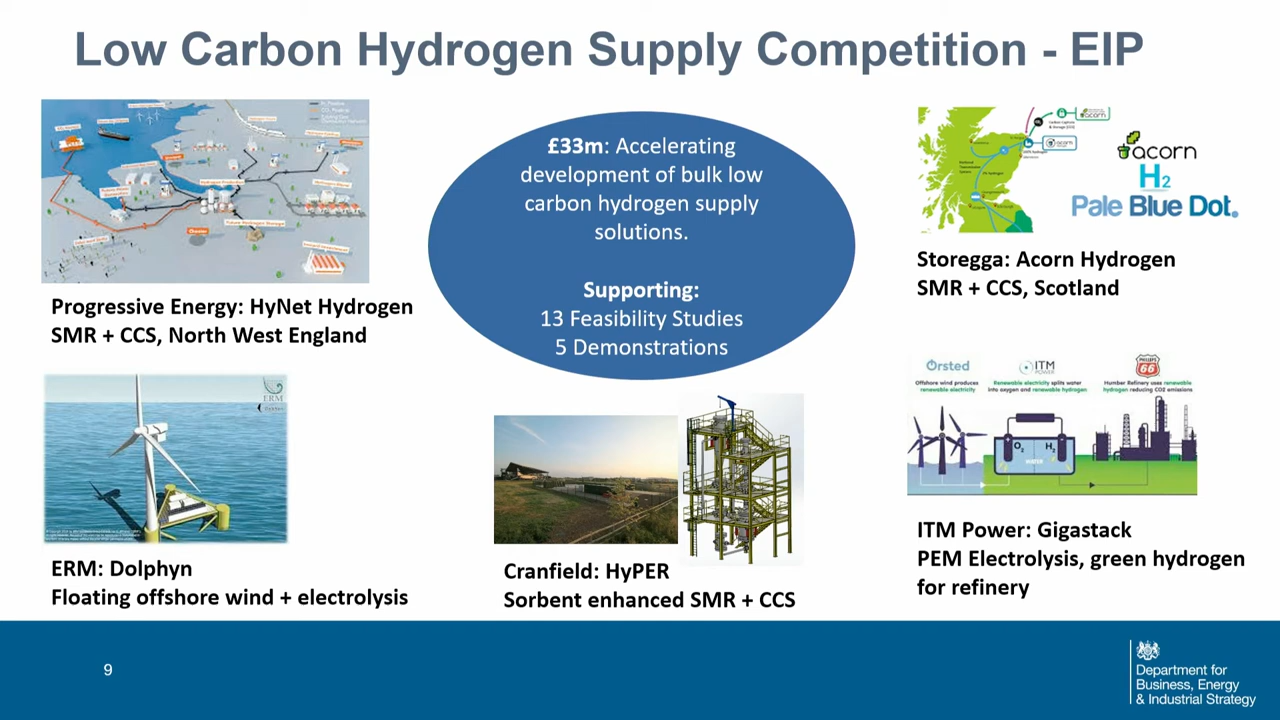 Low Carbon Hydrogen Supply Competition - EIP
£33m: Accelerating
development of bulk low
carbon hydrogen supply
solutions.
Supporting:
13 Feasibility Studies
5 Demonstrations
Progressive Energy: HyNet Hydrogen
SMR + CCS, North West England
acorn
H2
Pale Blue Dot.
Storegga: Acorn Hydrogen
SMR + CCS, Scotland
ERM
ERM: Dolphyn
Floating offshore wind + electrolysis
Cranfield: HyPER
Sorbent enhanced SMR + CCS
Ørsted
ITM
POWER
PHILLIPS
66
Offshore wind produces
renewable electricity
Renewable electricity splits water
into oxygen and renewable hydrogen
Humber Refinery uses renewable
hydrogen reducing CO2 emissions
O2
H2
water
ITM Power: Gigastack
PEM Electrolysis, green hydrogen
for refinery
9
Department for
Business, Energy
& Industrial Strategy